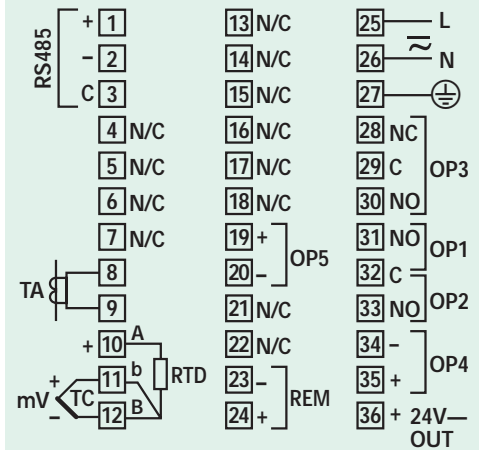 RS485
+ 1
− 2
C 3
4 N/C
5 N/C
6 N/C
7 N/C
TA
8
9
+ 10 A
mV + − TC
11 b
12 B
RTD
13 N/C
14 N/C
15 N/C
16 N/C
17 N/C
18 N/C
19 +
20 −
OP5
21 N/C
22 N/C
23 −
24 +
REM
25 L
26 N
27
28 NC
29 C
30 NO
OP3
31 NO
OP1
32 C
33 NO
OP2
34 −
35 +
OP4
36 + 24V
OUT